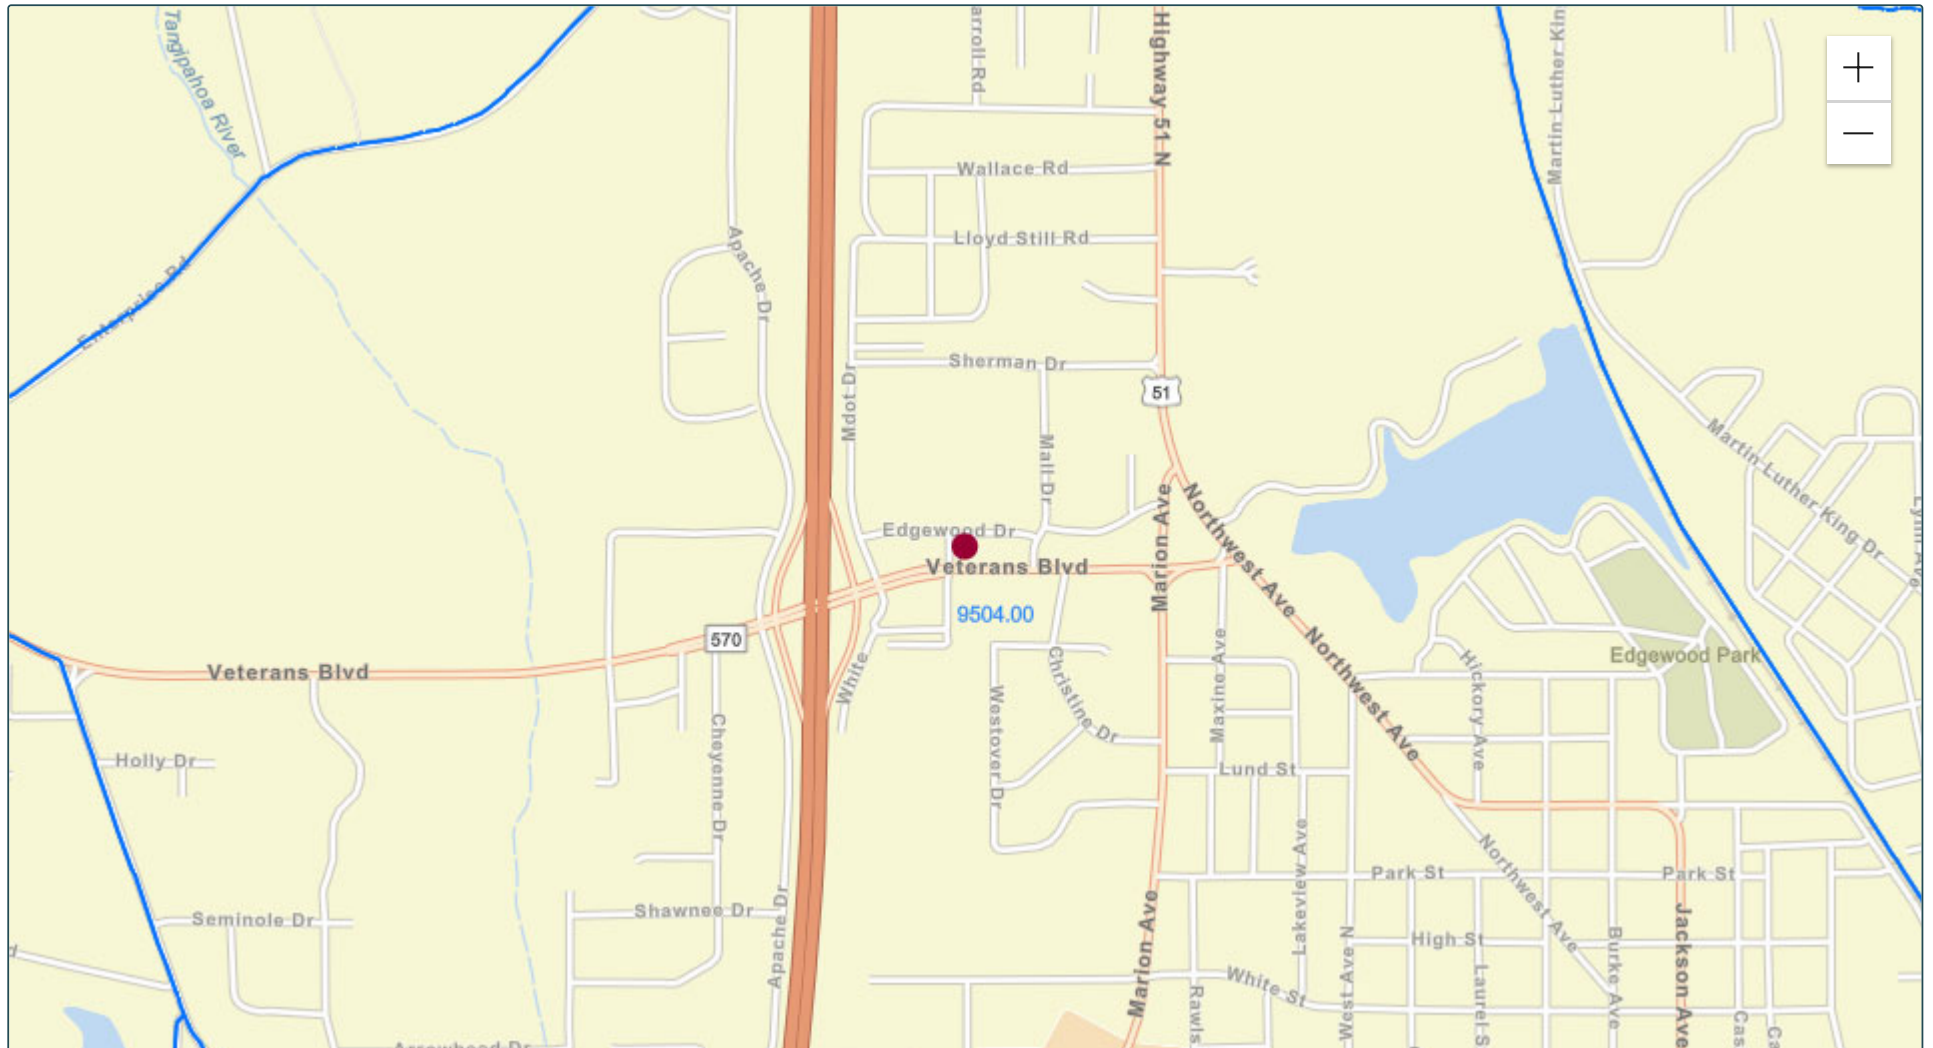 Tangipahoa River
Highway 51 N
Martin Luther
+
Wallace Rd
Lloyd Still Rd
Apache Dr
Enterprise Rd
Sherman Dr
51
Mdot Dr
Mall Dr
Martin Luther King Dr
Edgewood Dr
Marion Ave
Northwest Ave
Veterans Blvd
9504.00
570
Northwest Ave
Edgewood Park
Veterans Blvd
White
Christine Dr
Maxine Ave
Hickory Ave
Westover Dr
Cheyenne Dr
Holly Dr
Lund St
Lakeview Ave
Northwest Ave
Park St
Park St
Shawnee Dr
Seminole Dr
Apache Dr
Marion Ave
High St
N West Ave
White St
Burke Ave
Jackson Ave
Laurel S
Rawls
Arrowhead Dr